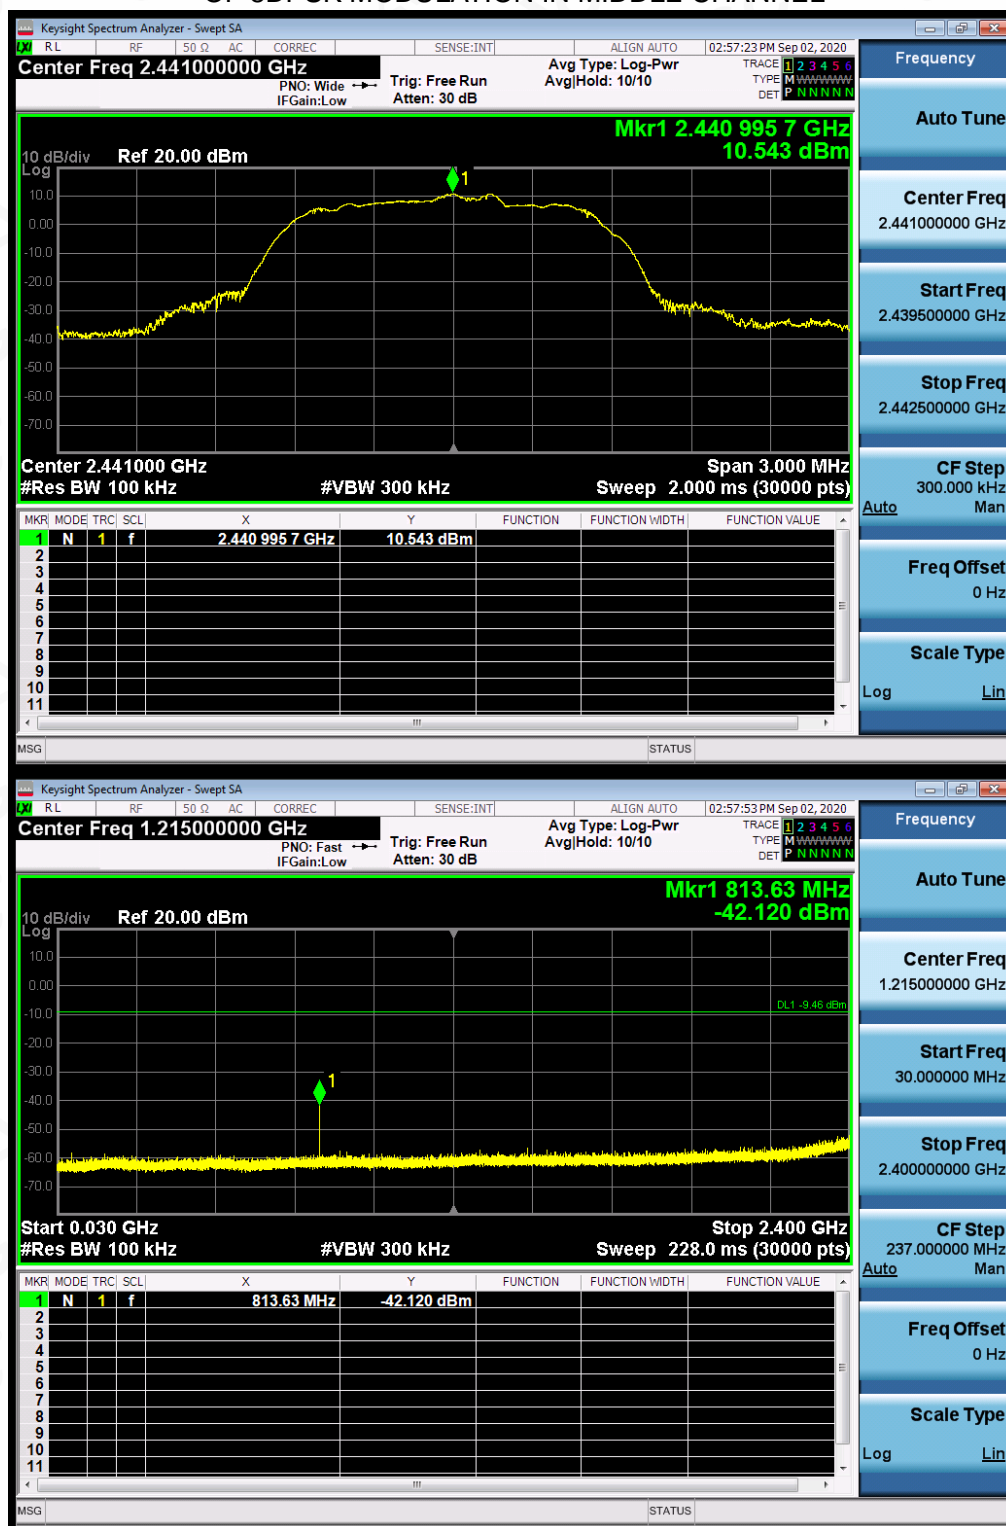 OF 8DPSK MODULATION IN MIDDLE CHANNEL
Keysight Spectrum Analyzer - Swept SA
LXI RL RF 50 Ω AC CORREC SENSE:INT ALIGN AUTO 02:57:23 PM Sep 02, 2020
Center Freq 2.441000000 GHz
PNO: Wide
IFGain:Low
Trig: Free Run
Atten: 30 dB
Avg Type: Log-Pwr
Avg|Hold: 10/10
TRACE 1 2 3 4 5 6
TYPE M WWWWW
DET P N N N N N
Mkr1 2.440 995 7 GHz
10.543 dBm
10 dB/div Ref 20.00 dBm
Log
1
10.0
0.00
-10.0
-20.0
-30.0
-40.0
-50.0
-60.0
-70.0
Center 2.441000 GHz Span 3.000 MHz
#Res BW 100 kHz #VBW 300 kHz Sweep 2.000 ms (30000 pts)
MKR MODE TRC SCL X Y FUNCTION FUNCTION WIDTH FUNCTION VALUE
1 N 1 f 2.440 995 7 GHz 10.543 dBm
2
3
4
5
6
7
8
9
10
11
MSG STATUS
Frequency
Auto Tune
Center Freq
2.441000000 GHz
Start Freq
2.439500000 GHz
Stop Freq
2.442500000 GHz
CF Step
300.000 kHz
Auto Man
Freq Offset
0 Hz
Scale Type
Log Lin
Keysight Spectrum Analyzer - Swept SA
LXI RL RF 50 Ω AC CORREC SENSE:INT ALIGN AUTO 02:57:53 PM Sep 02, 2020
Center Freq 1.215000000 GHz
PNO: Fast
IFGain:Low
Trig: Free Run
Atten: 30 dB
Avg Type: Log-Pwr
Avg|Hold: 10/10
TRACE 1 2 3 4 5 6
TYPE M WWWWW
DET P N N N N N
Mkr1 813.63 MHz
-42.120 dBm
10 dB/div Ref 20.00 dBm
Log
10.0
0.00
DL1 -9.46 dBm
-10.0
-20.0
-30.0
1
-40.0
-50.0
-60.0
-70.0
Start 0.030 GHz Stop 2.400 GHz
#Res BW 100 kHz #VBW 300 kHz Sweep 228.0 ms (30000 pts)
MKR MODE TRC SCL X Y FUNCTION FUNCTION WIDTH FUNCTION VALUE
1 N 1 f 813.63 MHz -42.120 dBm
2
3
4
5
6
7
8
9
10
11
MSG STATUS
Frequency
Auto Tune
Center Freq
1.215000000 GHz
Start Freq
30.000000 MHz
Stop Freq
2.400000000 GHz
CF Step
237.000000 MHz
Auto Man
Freq Offset
0 Hz
Scale Type
Log Lin